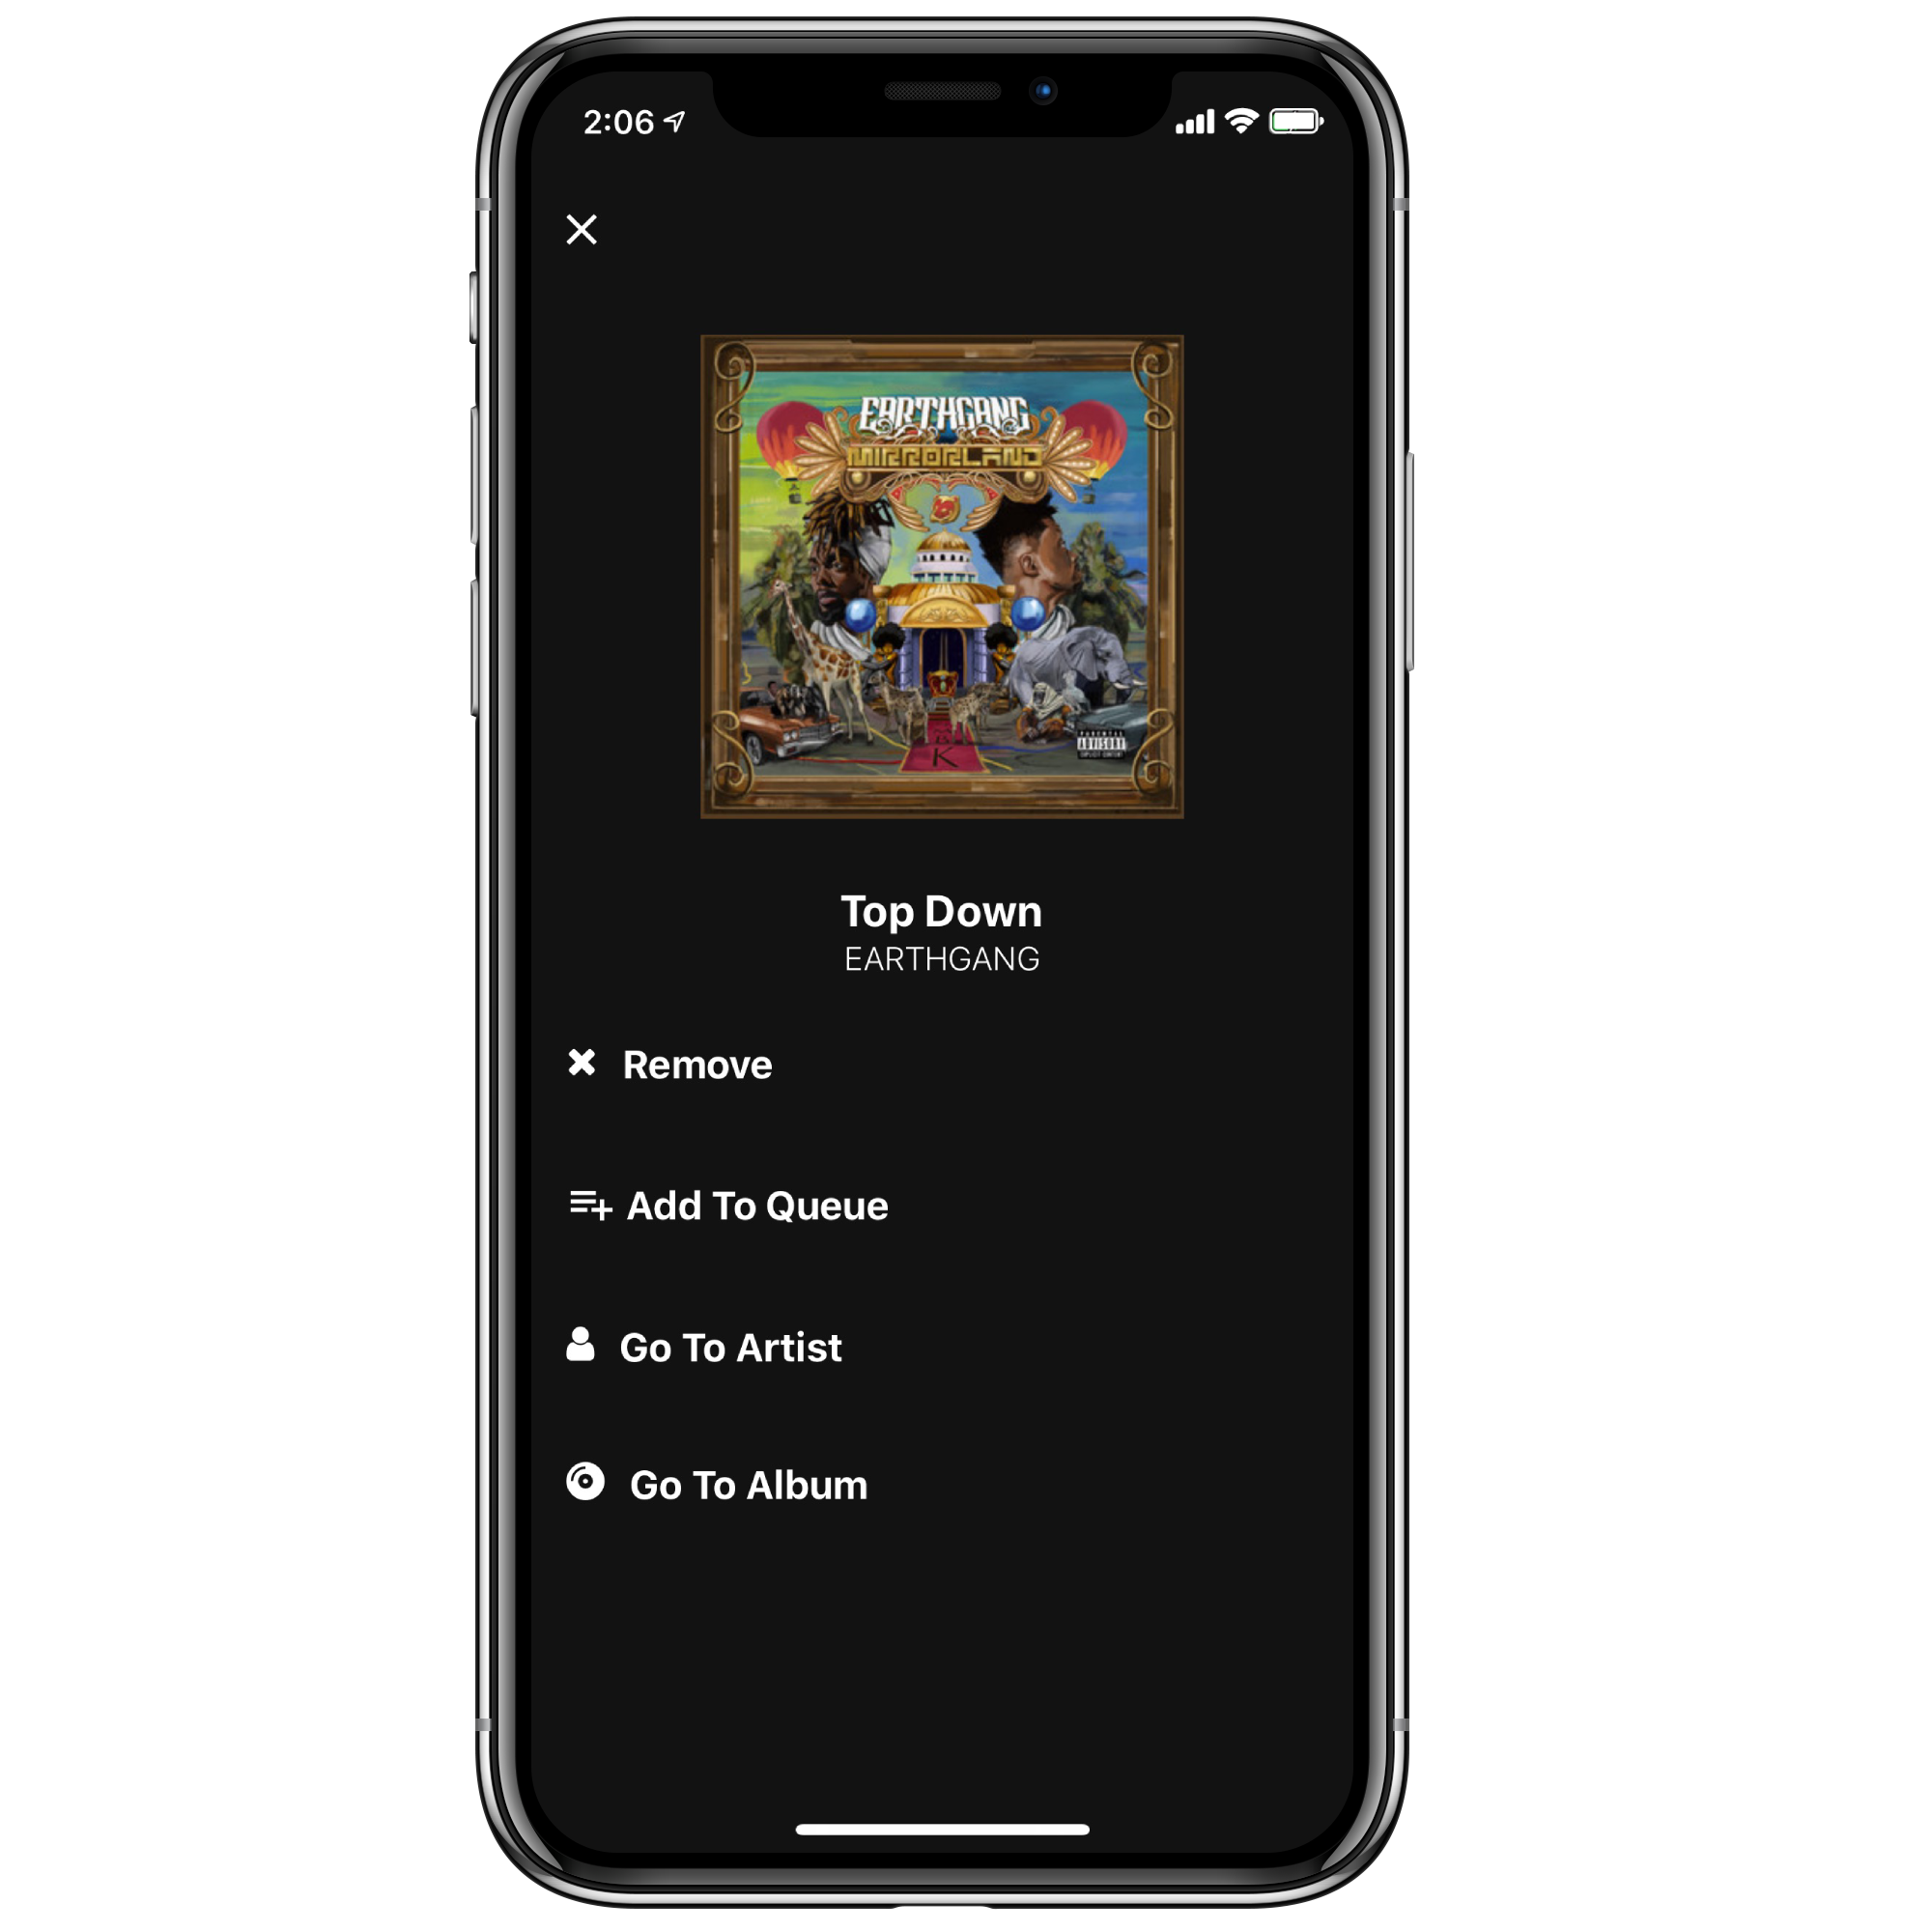 2:06
EARTHGANG
MIRRORLAND
K
PARENTAL
ADVISORY
EXPLICIT CONTENT
Top Down
EARTHGANG
Remove
Add To Queue
Go To Artist
Go To Album